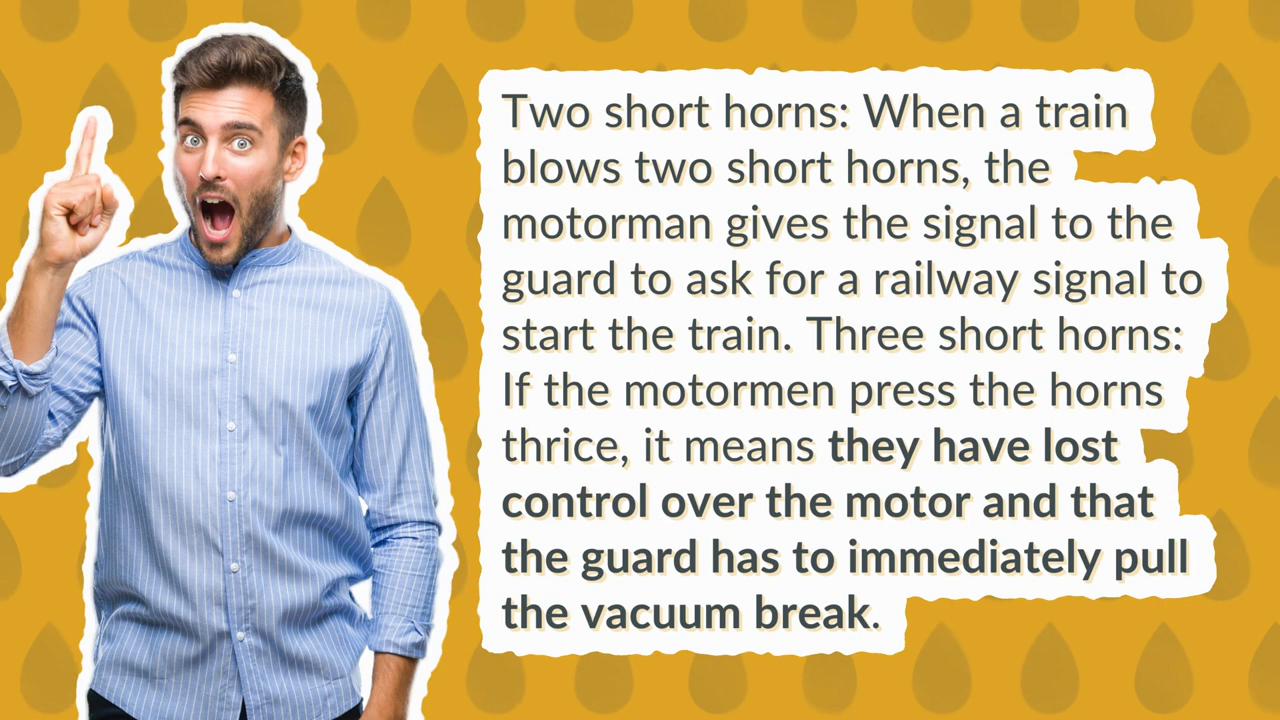 Two short horns: When a train
blows two short horns, the
motorman gives the signal to the
guard to ask for a railway signal to
start the train. Three short horns:
If the motormen press the horns
thrice, it means they have lost
control over the motor and that
the guard has to immediately pull
the vacuum break.